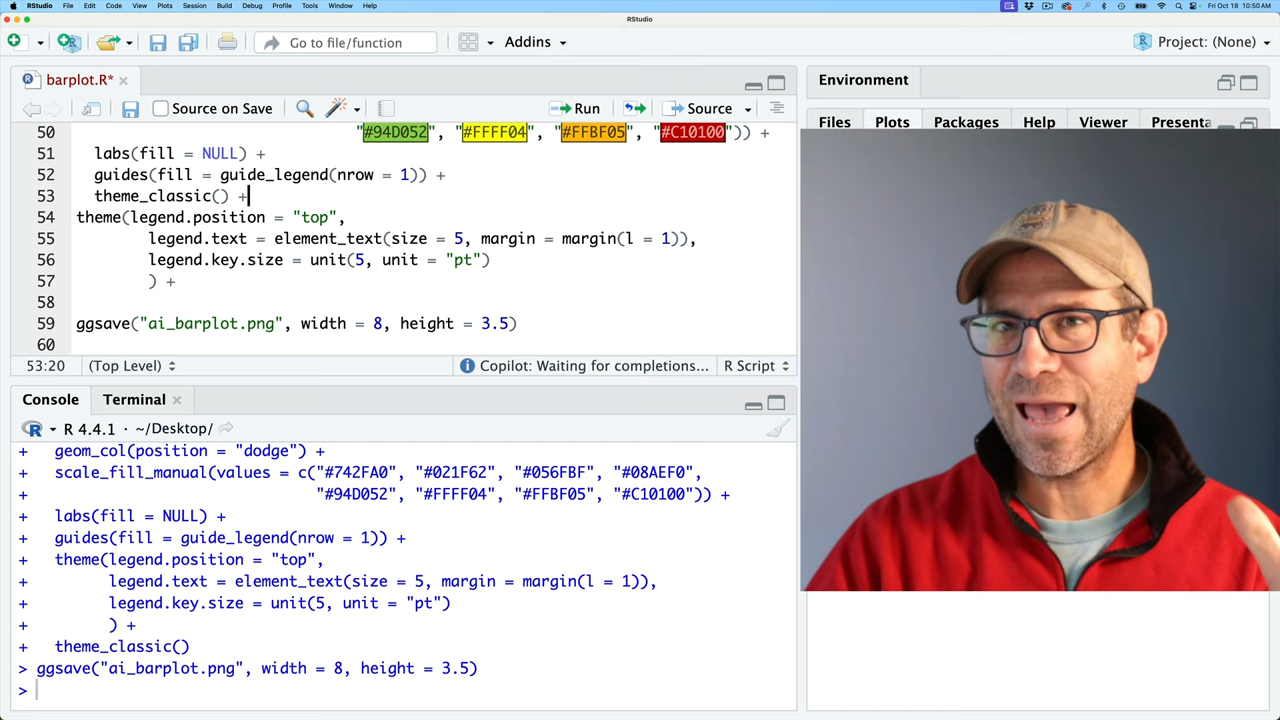 RStudio File Edit Code View Plots Session Build Debug Profile Tools Window Help Fri Oct 18 10:50 AM
RStudio
Go to file/function Addins Project: (None)
barplot.R*
Source on Save Run Source
50 "#94D052", "#FFFF04", "#FFBF05", "#C10100")) +
51 labs(fill = NULL) +
52 guides(fill = guide_legend(nrow = 1)) +
53 theme_classic() +
54 theme(legend.position = "top",
55 legend.text = element_text(size = 5, margin = margin(l = 1)),
56 legend.key.size = unit(5, unit = "pt")
57 ) +
58
59 ggsave("ai_barplot.png", width = 8, height = 3.5)
60
53:20 (Top Level) Copilot: Waiting for completions... R Script
Console Terminal
R 4.4.1 · ~/Desktop/
+ geom_col(position = "dodge") +
+ scale_fill_manual(values = c("#742FA0", "#021F62", "#056FBF", "#08AEF0",
+ "#94D052", "#FFFF04", "#FFBF05", "#C10100")) +
+ labs(fill = NULL) +
+ guides(fill = guide_legend(nrow = 1)) +
+ theme(legend.position = "top",
+ legend.text = element_text(size = 5, margin = margin(l = 1)),
+ legend.key.size = unit(5, unit = "pt")
+ ) +
+ theme_classic()
> ggsave("ai_barplot.png", width = 8, height = 3.5)
>
Environment
Files Plots Packages Help Viewer Presenta